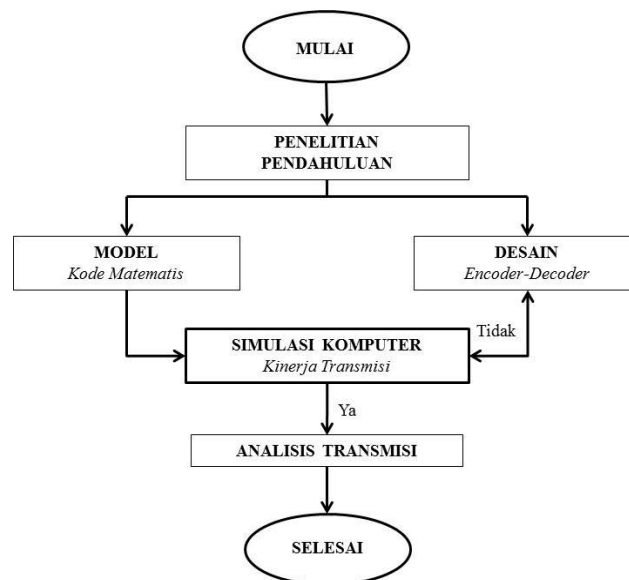 MULAI
PENELITIAN
PENDAHULUAN
MODEL
Kode Matematis
DESAIN
Encoder-Decoder
Tidak
SIMULASI KOMPUTER
Kinerja Transmisi
Ya
ANALISIS TRANSMISI
SELESAI